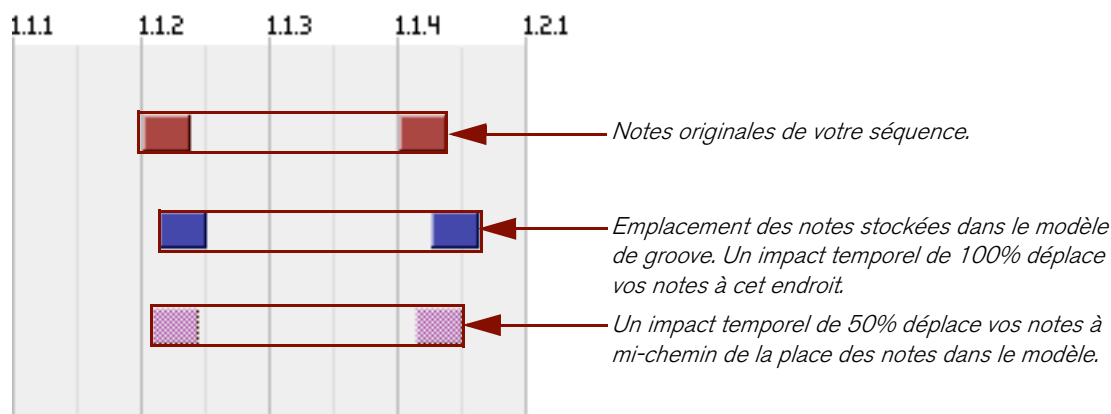 1.1.1 1.1.2 1.1.3 1.1.4 1.2.1
Notes originales de votre séquence.
Emplacement des notes stockées dans le modèle
de groove. Un impact temporel de 100% déplace
vos notes à cet endroit.
Un impact temporel de 50% déplace vos notes à
mi-chemin de la place des notes dans le modèle.